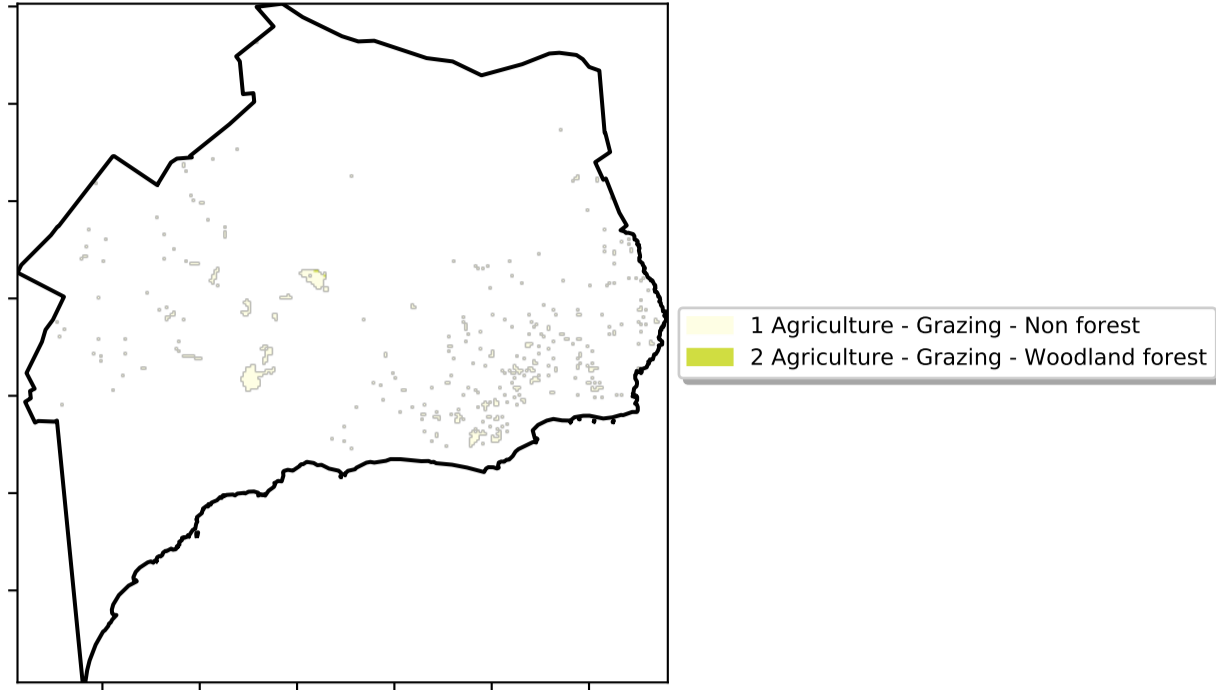 1 Agriculture - Grazing - Non forest
2 Agriculture - Grazing - Woodland forest